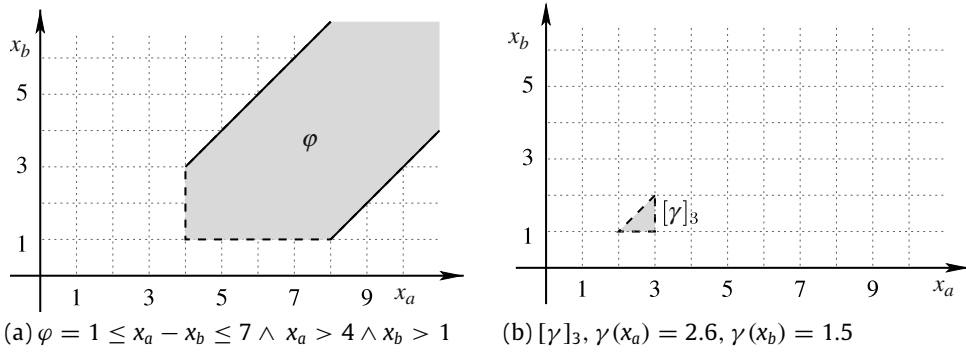 x_b
5
3
1
φ
1 3 5 7 9 x_a
(a) φ = 1 ≤ x_a − x_b ≤ 7 ∧ x_a > 4 ∧ x_b > 1
x_b
5
3
1
[γ]_3
1 3 5 7 9 x_a
(b) [γ]_3, γ(x_a) = 2.6, γ(x_b) = 1.5